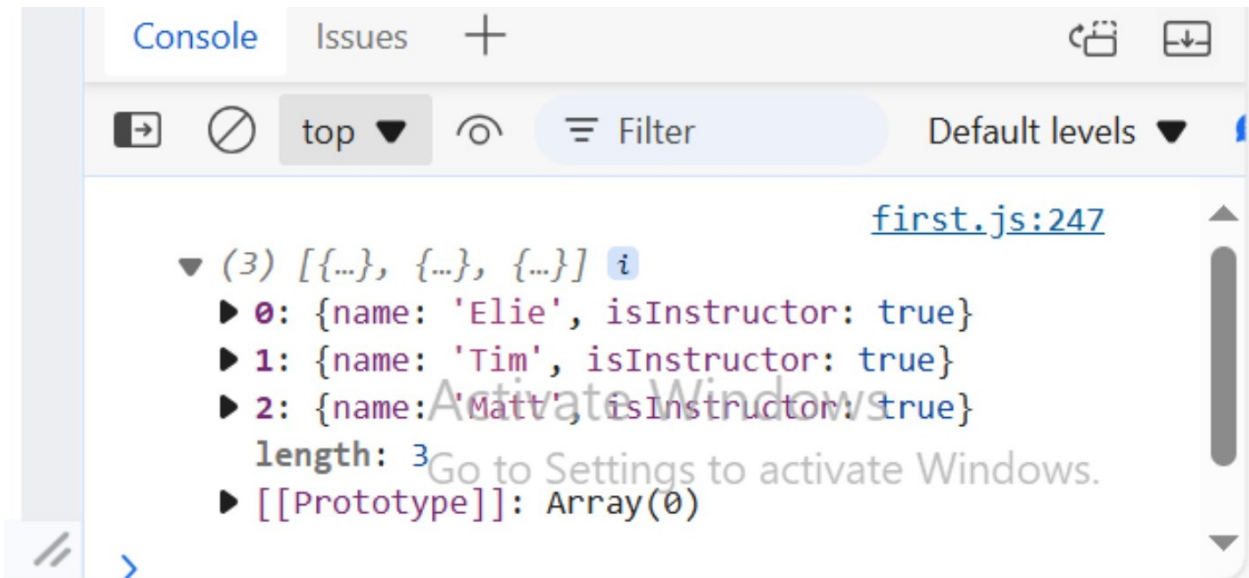 Console Issues
top Filter Default levels
first.js:247
(3) [{…}, {…}, {…}] i
0: {name: 'Elie', isInstructor: true}
1: {name: 'Tim', isInstructor: true}
2: {name: 'Matt', isInstructor: true}
Activate Windows
length: 3
Go to Settings to activate Windows.
[[Prototype]]: Array(0)